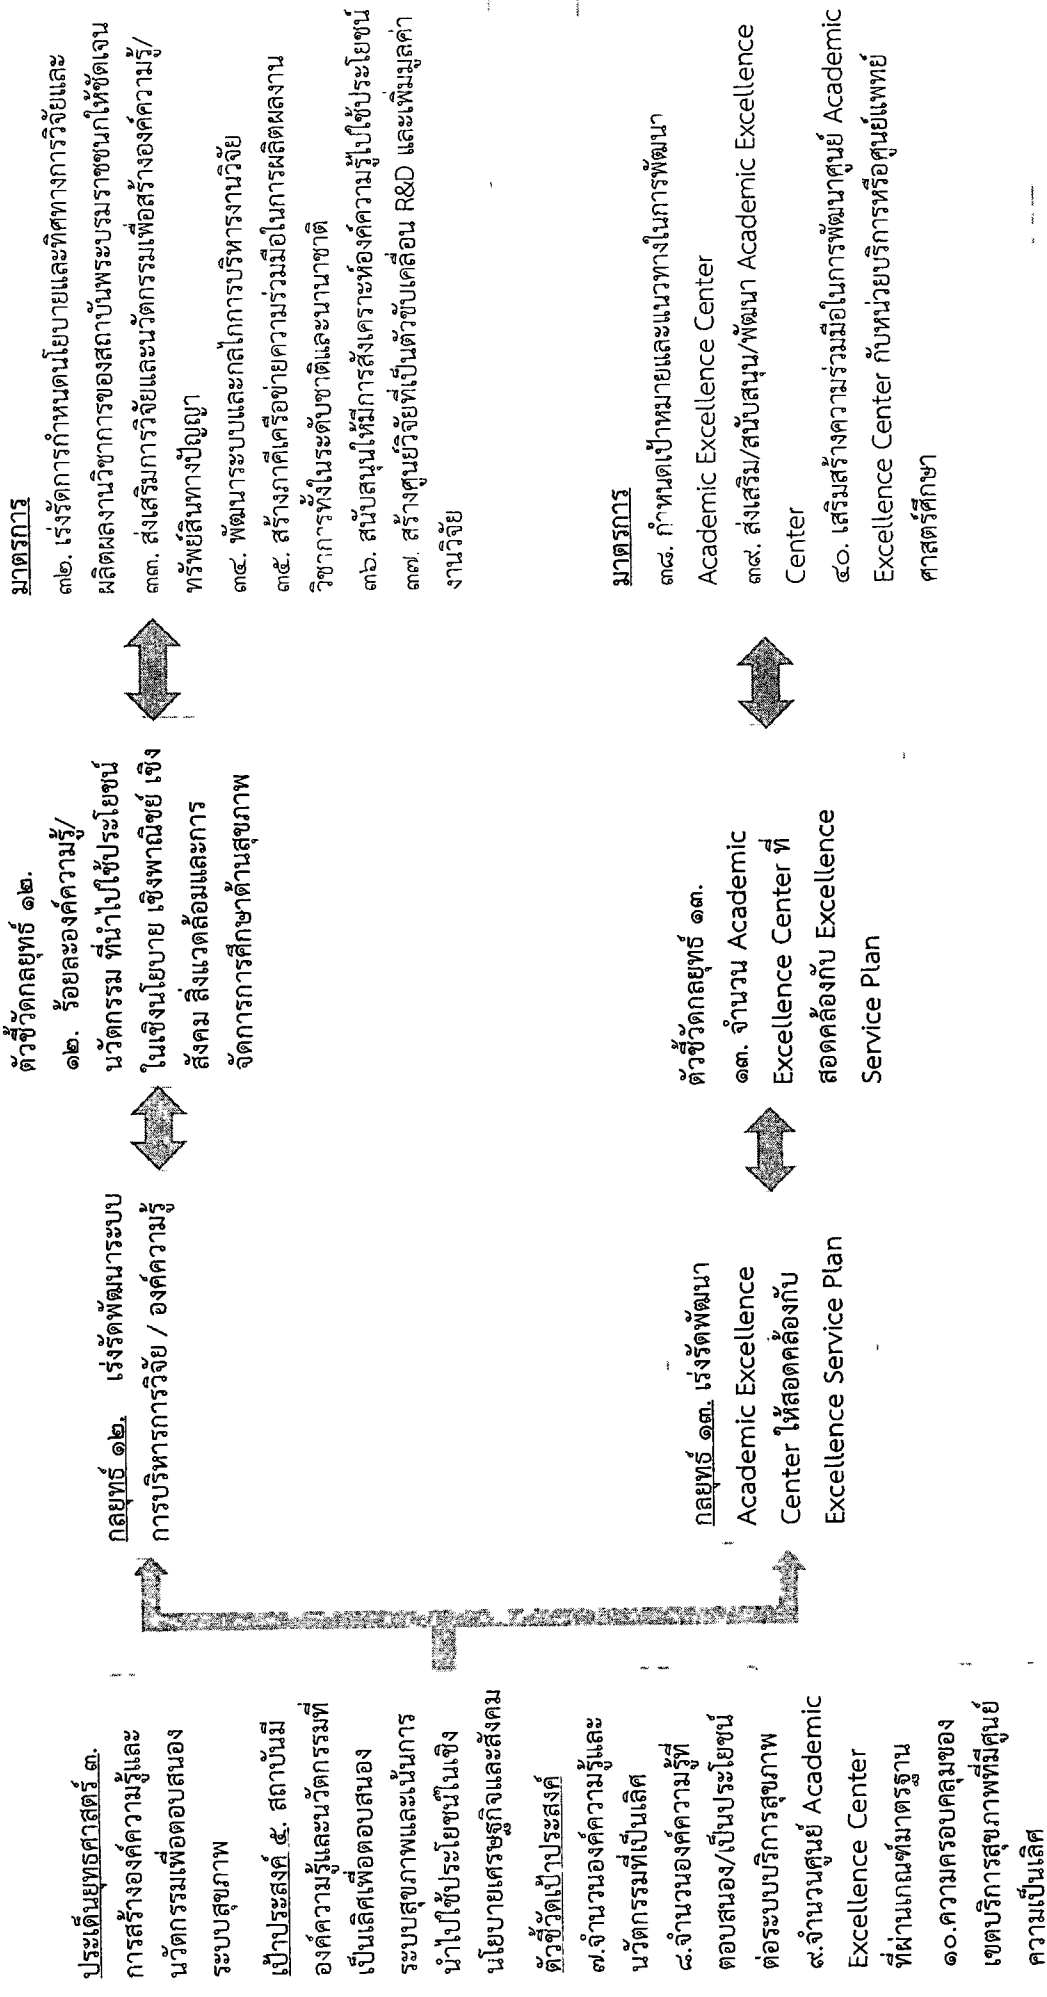 ประเด็นยุทธศาสตร์ ๓.
การสร้างองค์ความรู้และ
นวัตกรรมเพื่อตอบสนอง
ระบบสุขภาพ
เป้าประสงค์ ๕. สถาบันมี
องค์ความรู้และนวัตกรรมที่
เป็นเลิศเพื่อตอบสนอง
ระบบสุขภาพและเน้นการ
นำไปใช้ประโยชน์ในเชิง
นโยบายเศรษฐกิจและสังคม
ตัวชี้วัดเป้าประสงค์
๗.จำนวนองค์ความรู้และ
นวัตกรรมที่เป็นเลิศ
๘.จำนวนองค์ความรู้ที่
ตอบสนอง/เป็นประโยชน์
ต่อระบบบริการสุขภาพ
๙.จำนวนศูนย์ Academic
Excellence Center
ที่ผ่านเกณฑ์มาตรฐาน
๑๐.ความครอบคลุมของ
เขตบริการสุขภาพที่มีศูนย์
ความเป็นเลิศ
กลยุทธ์ ๑๒. เร่งรัดพัฒนาระบบ
การบริหารการวิจัย / องค์ความรู้
ตัวชี้วัดกลยุทธ์ ๑๒.
๑๒. ร้อยละองค์ความรู้/
นวัตกรรม ที่นำไปใช้ประโยชน์
ในเชิงนโยบาย เชิงพาณิชย์ เชิง
สังคม สิ่งแวดล้อมและการ
จัดการการศึกษาด้านสุขภาพ
มาตรการ
๓๒. เร่งรัดการกำหนดนโยบายและทิศทางการวิจัยและ
ผลิตผลงานวิชาการของสถาบันพระบรมราชชนกให้ชัดเจน
๓๓. ส่งเสริมการวิจัยและนวัตกรรมเพื่อสร้างองค์ความรู้/
ทรัพย์สินทางปัญญา
๓๔. พัฒนาระบบและกลไกการบริหารงานวิจัย
๓๕. สร้างภาคีเครือข่ายความร่วมมือในการผลิตผลงาน
วิชาการทั้งในระดับชาติและนานาชาติ
๓๖. สนับสนุนให้มีการสังเคราะห์องค์ความรู้ไปใช้ประโยชน์
๓๗. สร้างศูนย์วิจัยที่เป็นตัวขับเคลื่อน R&D และเพิ่มมูลค่า
งานวิจัย
กลยุทธ์ ๑๓. เร่งรัดพัฒนา
Academic Excellence
Center ให้สอดคล้องกับ
Excellence Service Plan
ตัวชี้วัดกลยุทธ์ ๑๓.
๑๓. จำนวน Academic
Excellence Center ที่
สอดคล้องกับ Excellence
Service Plan
มาตรการ
๓๘. กำหนดเป้าหมายและแนวทางในการพัฒนา
Academic Excellence Center
๓๙. ส่งเสริม/สนับสนุน/พัฒนา Academic Excellence
Center
๔๐. เสริมสร้างความร่วมมือในการพัฒนาศูนย์ Academic
Excellence Center กับหน่วยบริการหรือศูนย์แพทย์
ศาสตร์ศึกษา